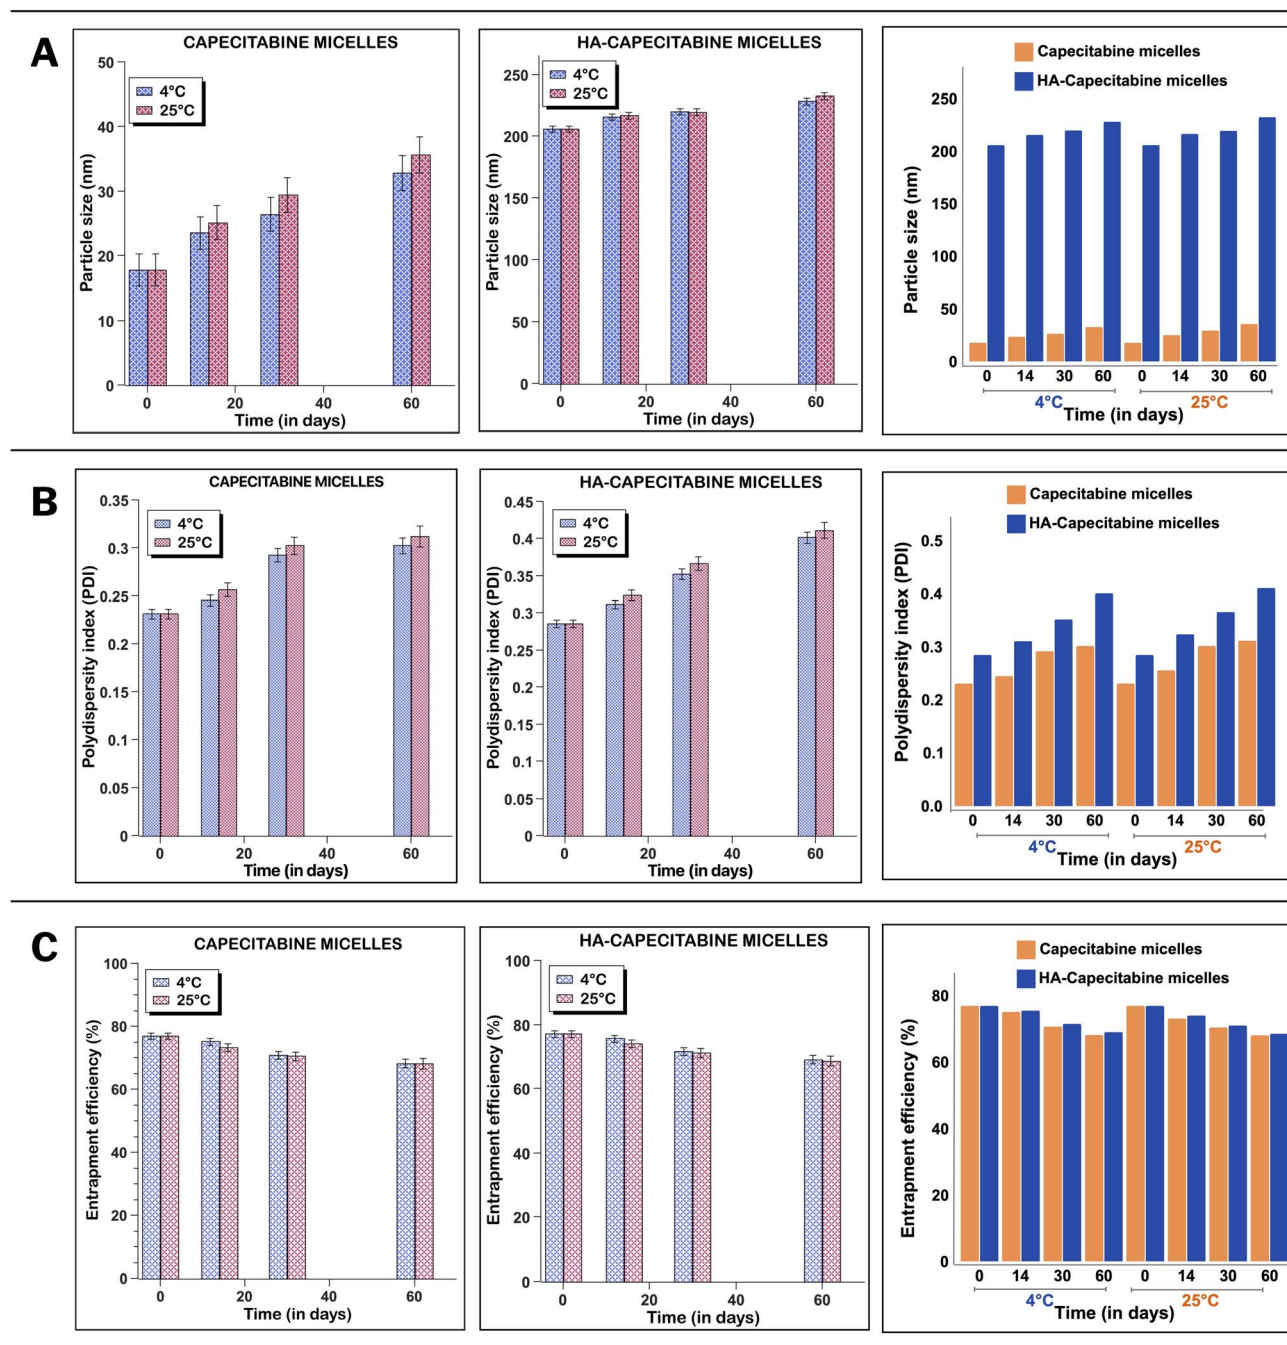 A
CAPECITABINE MICELLES
4°C
25°C
Particle size (nm)
50
40
30
20
10
0
0 20 40 60
Time (in days)
HA-CAPECITABINE MICELLES
4°C
25°C
Particle size (nm)
250
200
150
100
50
0
0 20 40 60
Time (in days)
Capecitabine micelles
HA-Capecitabine micelles
Particle size (nm)
250
200
150
100
50
0
0 14 30 60 0 14 30 60
4°C 25°C
Time (in days)
B
CAPECITABINE MICELLES
4°C
25°C
Polydispersity index (PDI)
0.35
0.3
0.25
0.2
0.15
0.1
0.05
0
0 20 40 60
Time (in days)
HA-CAPECITABINE MICELLES
4°C
25°C
Polydispersity index (PDI)
0.45
0.4
0.35
0.3
0.25
0.2
0.15
0.1
0.05
0
0 20 40 60
Time (in days)
Capecitabine micelles
HA-Capecitabine micelles
Polydispersity index (PDI)
0.5
0.4
0.3
0.2
0.1
0.0
0 14 30 60 0 14 30 60
4°C 25°C
Time (in days)
C
CAPECITABINE MICELLES
4°C
25°C
Entrapment efficiency (%)
100
80
60
40
20
0
0 20 40 60
Time (in days)
HA-CAPECITABINE MICELLES
4°C
25°C
Entrapment efficiency (%)
100
80
60
40
20
0
0 20 40 60
Time (in days)
Capecitabine micelles
HA-Capecitabine micelles
Entrapment efficiency (%)
80
60
40
20
0
0 14 30 60 0 14 30 60
4°C 25°C
Time (in days)